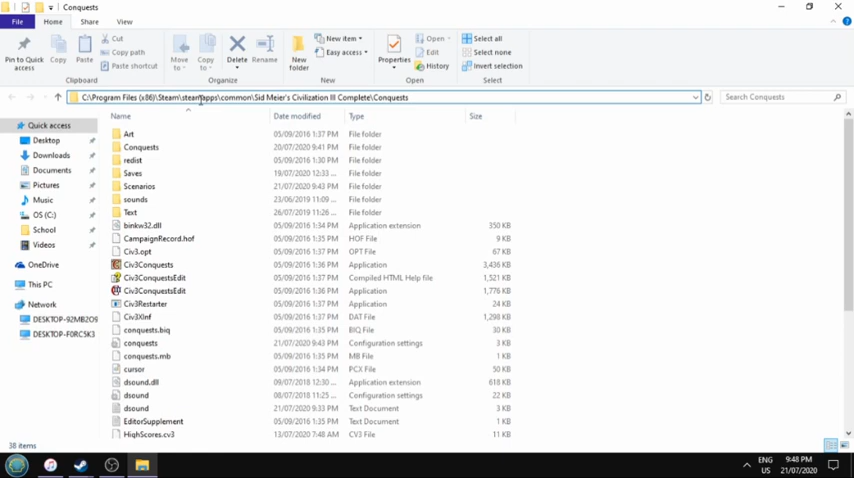 Conquests
File Home Share View
Pin to Quick access Copy Paste Cut Copy path Paste shortcut Move to Copy to Delete Rename New folder New item Easy access Properties Open Edit History Select all Select none Invert selection
Clipboard Organize New Open Select
C:\Program Files (x86)\Steam\steamapps\common\Sid Meier's Civilization III Complete\Conquests Search Conquests
Name Date modified Type Size
Quick access
Desktop
Downloads
Documents
Pictures
Music
OS (C:)
School
Videos
OneDrive
This PC
Network
DESKTOP-92MB2O9
DESKTOP-F0RC5K3
Art 05/09/2016 1:37 PM File folder
Conquests 20/07/2020 9:41 PM File folder
redist 05/09/2016 1:30 PM File folder
Saves 19/07/2020 12:33 ... File folder
Scenarios 21/07/2020 9:43 PM File folder
sounds 23/06/2019 11:09 ... File folder
Text 26/07/2019 11:26 ... File folder
binkw32.dll 05/09/2016 1:34 PM Application extension 350 KB
CampaignRecord.hof 05/09/2016 1:35 PM HOF File 9 KB
Civ3.opt 05/09/2016 1:37 PM OPT File 67 KB
Civ3Conquests 05/09/2016 1:36 PM Application 3,436 KB
Civ3ConquestsEdit 05/09/2016 1:37 PM Compiled HTML Help file 1,521 KB
Civ3ConquestsEdit 05/09/2016 1:36 PM Application 1,776 KB
Civ3Restarter 05/09/2016 1:37 PM Application 24 KB
Civ3XInf 05/09/2016 1:37 PM DAT File 1,298 KB
conquests.biq 05/09/2016 1:35 PM BIQ File 30 KB
conquests 21/07/2020 9:43 PM Configuration settings 3 KB
conquests.mb 05/09/2016 1:35 PM MB File 2 KB
cursor 05/09/2016 1:35 PM PCX File 50 KB
dsound.dll 09/07/2018 12:30 ... Application extension 618 KB
dsound 08/07/2018 11:25 ... Configuration settings 22 KB
dsound 21/07/2020 9:33 PM Text Document 3 KB
EditorSupplement 05/09/2016 1:35 PM Text Document 6 KB
HighScores.cv3 13/07/2020 7:48 AM CV3 File 11 KB
38 items
ENG US
9:48 PM
21/07/2020